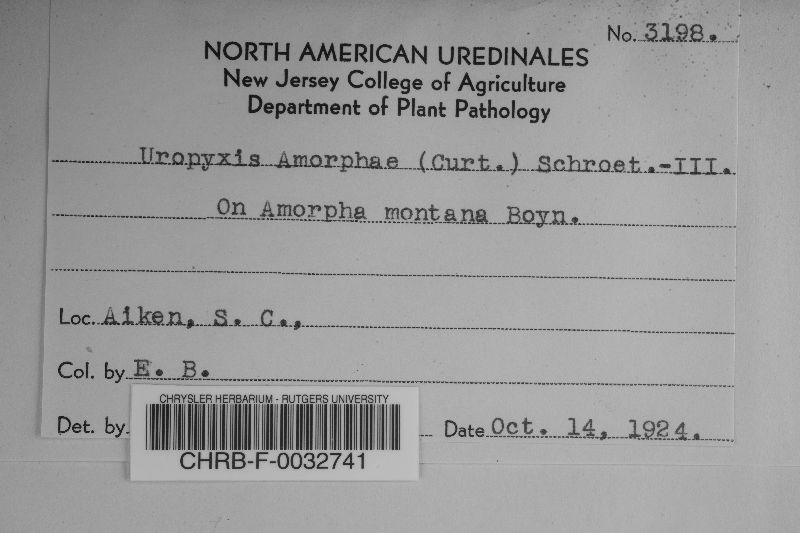 No. 3198.
NORTH AMERICAN UREDINALES
New Jersey College of Agriculture
Department of Plant Pathology
Uropyxis Amorphae (Curt.) Schroet.-III.
On Amorpha montana Boyn.
Loc. Aiken, S. C.,
Col. by E. B.
Det. by
Date Oct. 14, 1924.
CHRYSLER HERBARIUM - RUTGERS UNIVERSITY
CHRB-F-0032741